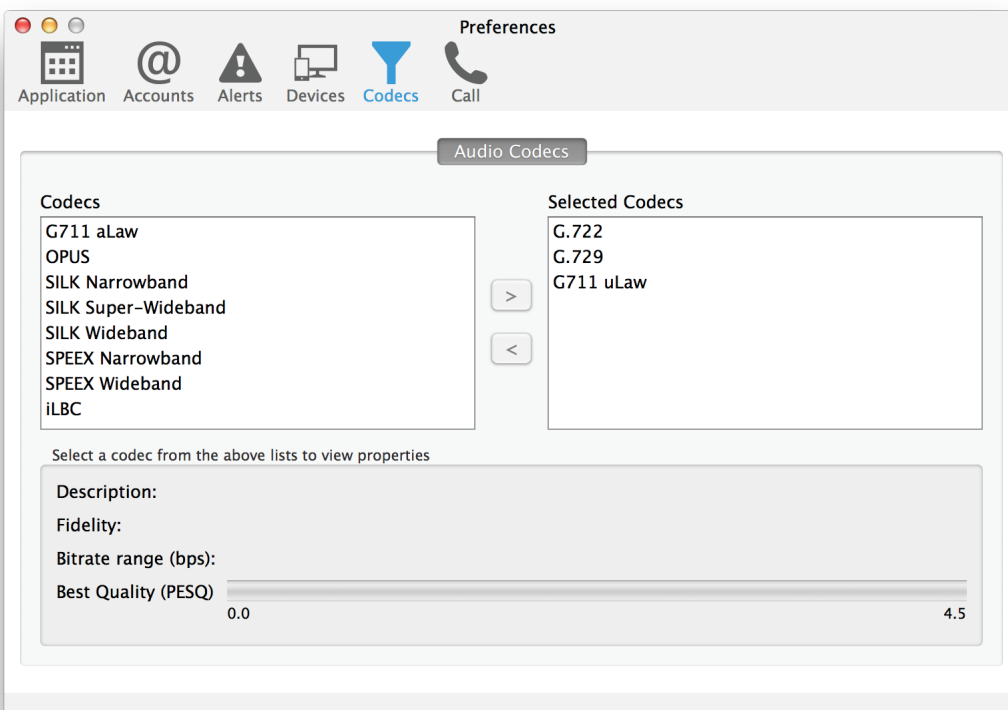 Preferences
Application Accounts Alerts Devices Codecs Call
Audio Codecs
Codecs
G711 aLaw
OPUS
SILK Narrowband
SILK Super-Wideband
SILK Wideband
SPEEX Narrowband
SPEEX Wideband
iLBC
>
<
Selected Codecs
G.722
G.729
G711 uLaw
Select a codec from the above lists to view properties
Description:
Fidelity:
Bitrate range (bps):
Best Quality (PESQ)
0.0 4.5